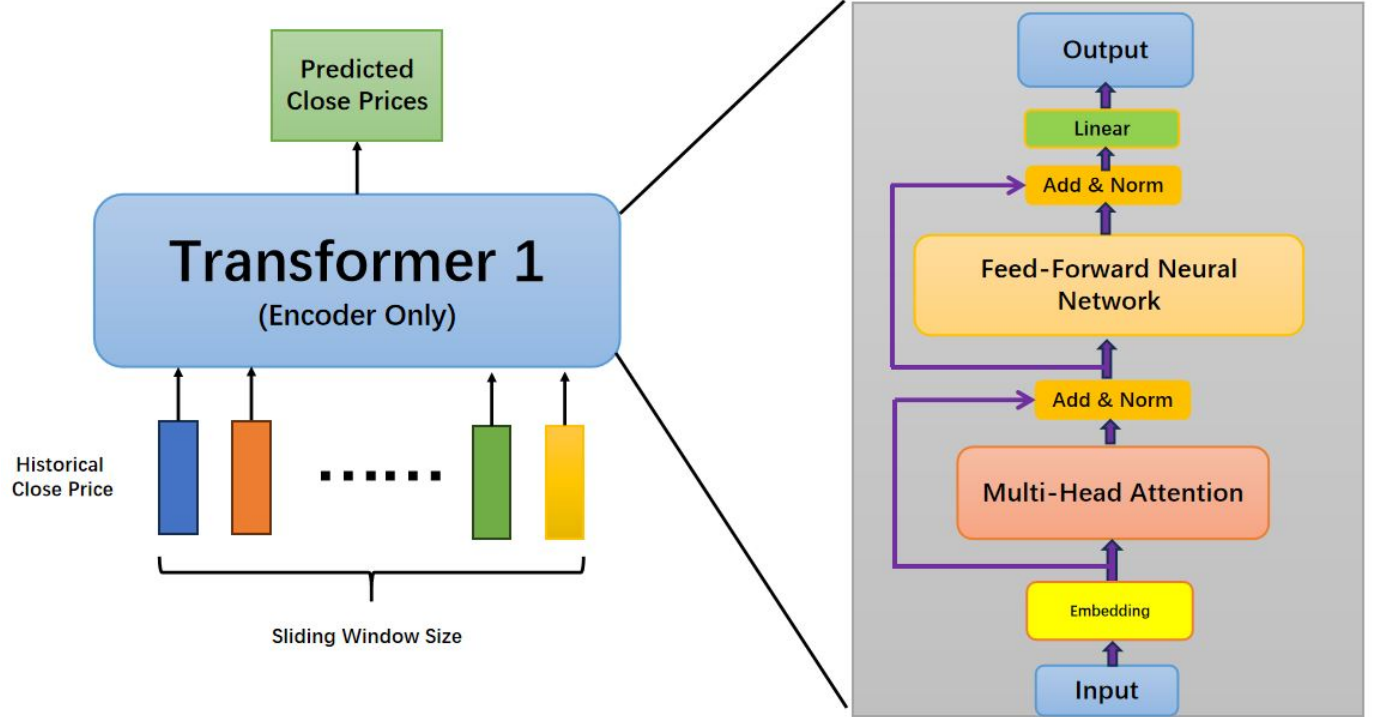 Predicted
Close Prices
Transformer 1
(Encoder Only)
Historical
Close Price
Sliding Window Size
Output
Linear
Add & Norm
Feed-Forward Neural
Network
Add & Norm
Multi-Head Attention
Embedding
Input